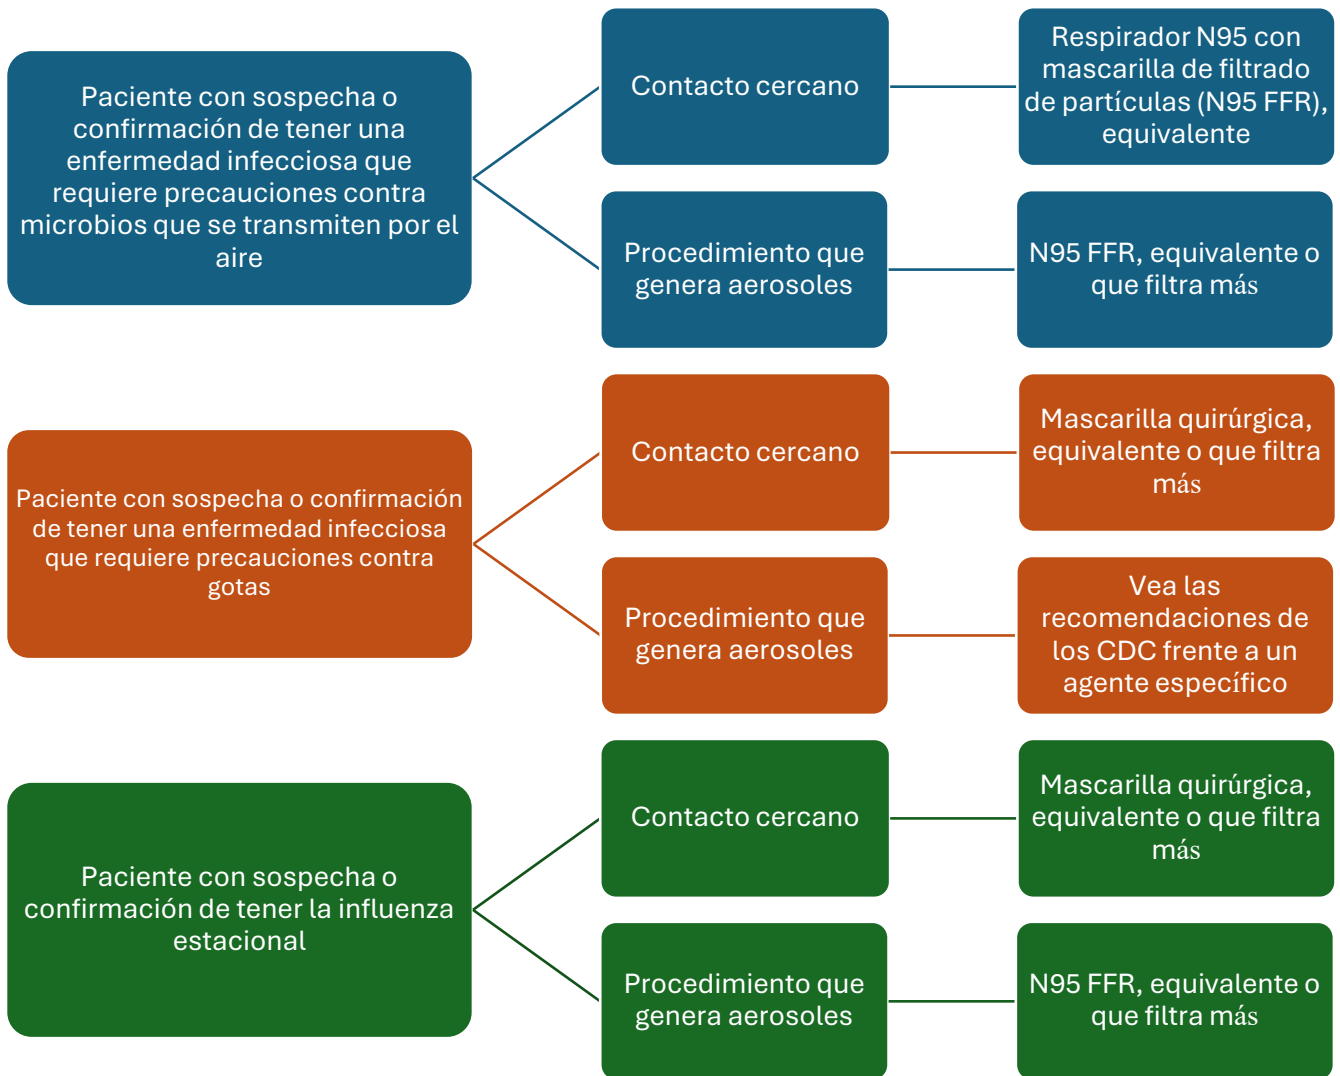 Paciente con sospecha o
confirmación de tener una
enfermedad infecciosa que
requiere precauciones contra
microbios que se transmiten por el
aire
Contacto cercano
Respirador N95 con
mascarilla de filtrado
de partículas (N95 FFR),
equivalente
Procedimiento que
genera aerosoles
N95 FFR, equivalente o
que filtra más
Paciente con sospecha o confirmación
de tener una enfermedad infecciosa
que requiere precauciones contra
gotas
Contacto cercano
Mascarilla quirúrgica,
equivalente o que filtra
más
Procedimiento que
genera aerosoles
Vea las
recomendaciones de
los CDC frente a un
agente específico
Paciente con sospecha o
confirmación de tener la influenza
estacional
Contacto cercano
Mascarilla quirúrgica,
equivalente o que filtra
más
Procedimiento que
genera aerosoles
N95 FFR, equivalente o
que filtra más